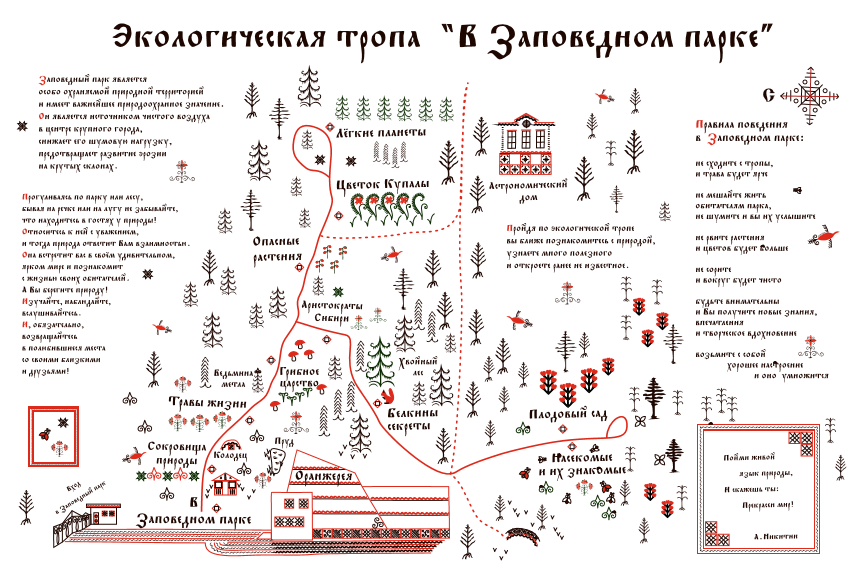 Экологическая тропа "В Заповедном парке"
Заповедный парк является
особо охраняемой природной территорией
и имеет важнейшее природоохранное значение.
Он является источником чистого воздуха
в центре крупного города,
снижает его шумовую нагрузку,
предотвращает развитие эрозии
на крутых склонах.
Прогуливаясь по парку или лесу,
бывая на речке или на лугу не забывайте,
что находитесь в гостях у природы!
Относитесь к ней с уважением,
и тогда природа ответит Вам взаимностью.
Она встретит вас в своём удивительном,
ярком мире и познакомит
с жизнью своих обитателей.
А Вы берегите природу!
Изучайте, наблюдайте,
вслушивайтесь.
И, обязательно,
возвращайтесь
в полюбившиеся места
со своими близкими
и друзьями!
Лёгкие планеты
Цветок Купалы
Опасные
растения
Аристократы
Сибири
Хвойный
лес
Ведьмина
метла
Грибное
царство
Травы жизни
Белкины
секреты
Сокровища
природы
Колодец
Пруд
Оранжерея
Вход
в Заповедный парк
В
Заповедном парке
Астрономический
дом
Пройдя по экологической тропе
вы ближе познакомитесь с природой,
узнаете много полезного
и откроете ранее не известное.
Плодовый сад
Насекомые
и их знакомые
С
Правила поведения
в Заповедном парке:
не сходите с тропы,
и трава будет ярче
не мешайте жить
обитателям парка,
не шумите и вы их услышите
не рвите растения
и цветов будет больше
не сорите
и вокруг будет чисто
будьте внимательны
и Вы получите новые знания,
впечатления
и творческое вдохновение
возьмите с собой
хорошее настроение
и оно умножится
Пойми живой
язык природы,
И скажешь ты:
Прекрасен мир!
А. Никитин